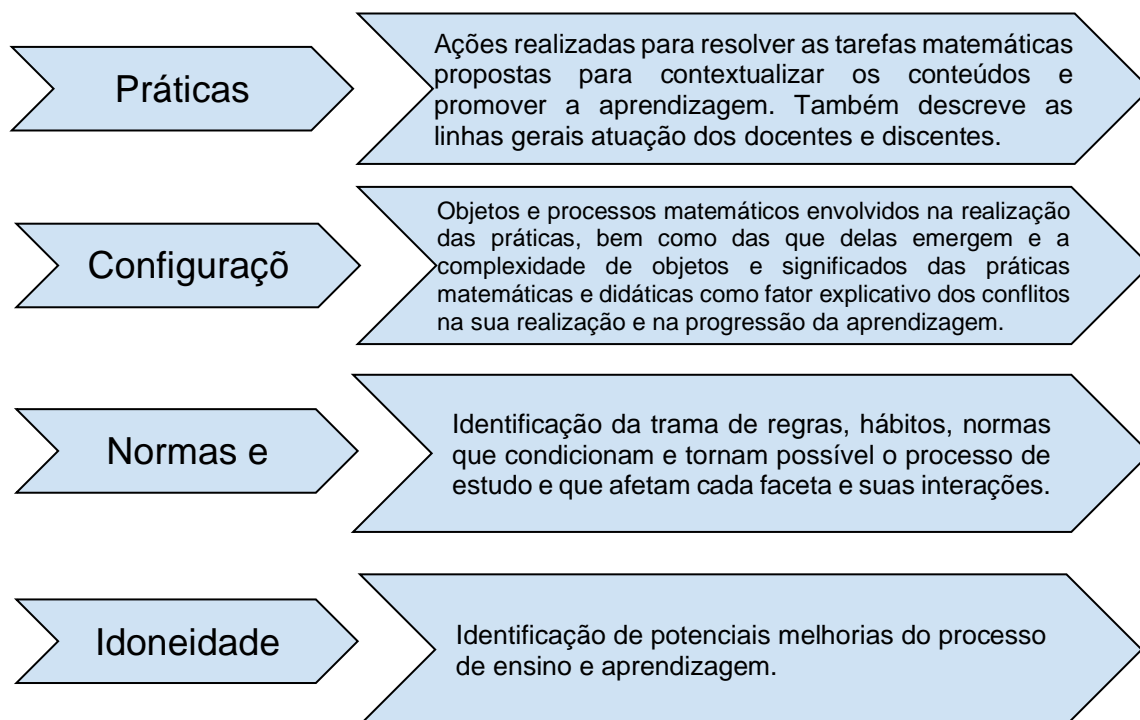 Práticas
Ações realizadas para resolver as tarefas matemáticas
propostas para contextualizar os conteúdos e
promover a aprendizagem. Também descreve as
linhas gerais atuação dos docentes e discentes.
Configuraçõ
Objetos e processos matemáticos envolvidos na realização
das práticas, bem como das que delas emergem e a
complexidade de objetos e significados das práticas
matemáticas e didáticas como fator explicativo dos conflitos
na sua realização e na progressão da aprendizagem.
Normas e
Identificação da trama de regras, hábitos, normas
que condicionam e tornam possível o processo de
estudo e que afetam cada faceta e suas interações.
Idoneidade
Identificação de potenciais melhorias do processo
de ensino e aprendizagem.